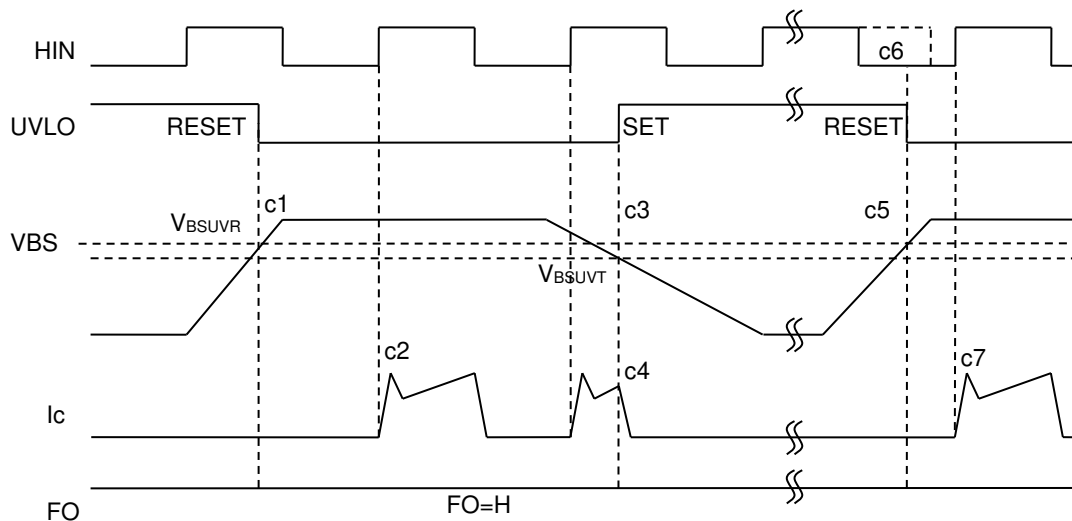 HIN
c6
UVLO
RESET
SET
RESET
c1
c3
c5
VBSUVR
VBS
VBSUVT
c2
c4
c7
Ic
FO=H
FO